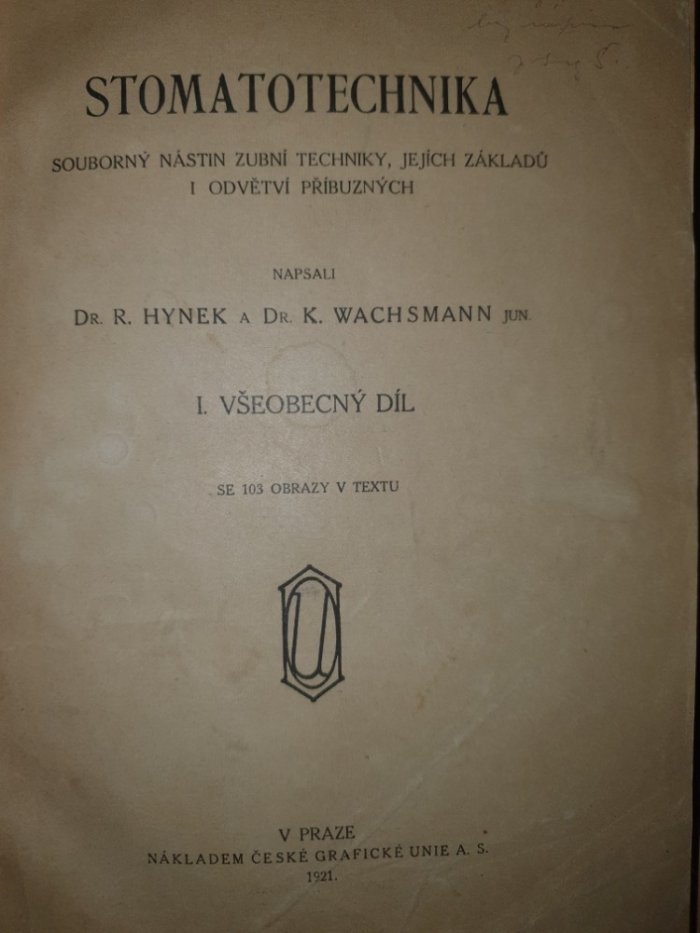 STOMATOTECHNIKA
SOUBORNÝ NÁSTIN ZUBNÍ TECHNIKY, JEJÍCH ZÁKLADŮ
I ODVĚTVÍ PŘÍBUZNÝCH
NAPSALI
DR. R. HYNEK A DR. K. WACHSMANN JUN.
I. VŠEOBECNÝ DÍL
SE 103 OBRAZY V TEXTU
V PRAZE
NÁKLADEM ČESKÉ GRAFICKÉ UNIE A. S.
1921.